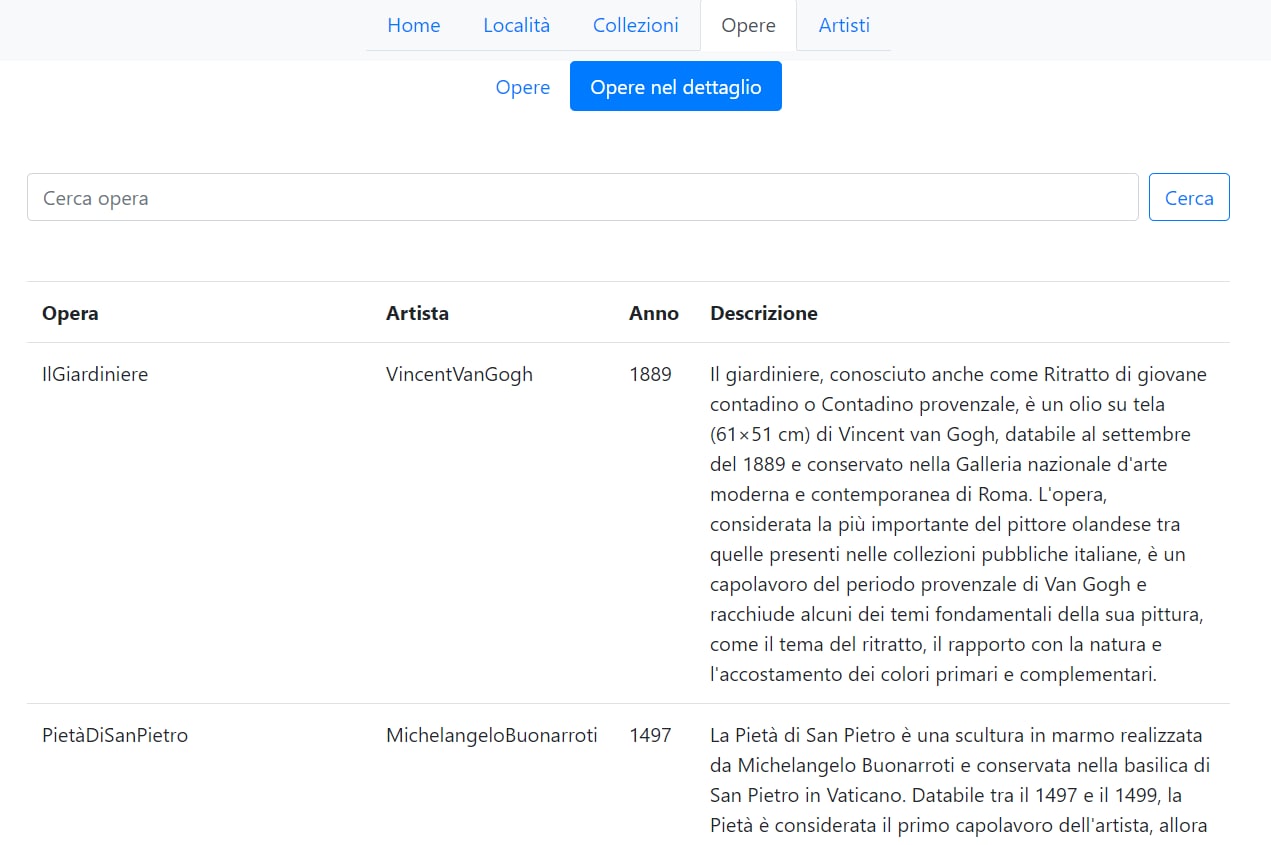 Home Località Collezioni Opere Artisti
Opere Opere nel dettaglio
Cerca opera Cerca
Opera Artista Anno Descrizione
IlGiardiniere VincentVanGogh 1889 Il giardiniere, conosciuto anche come Ritratto di giovane
contadino o Contadino provenzale, è un olio su tela
(61×51 cm) di Vincent van Gogh, databile al settembre
del 1889 e conservato nella Galleria nazionale d'arte
moderna e contemporanea di Roma. L'opera,
considerata la più importante del pittore olandese tra
quelle presenti nelle collezioni pubbliche italiane, è un
capolavoro del periodo provenzale di Van Gogh e
racchiude alcuni dei temi fondamentali della sua pittura,
come il tema del ritratto, il rapporto con la natura e
l'accostamento dei colori primari e complementari.
PietàDiSanPietro MichelangeloBuonarroti 1497 La Pietà di San Pietro è una scultura in marmo realizzata
da Michelangelo Buonarroti e conservata nella basilica di
San Pietro in Vaticano. Databile tra il 1497 e il 1499, la
Pietà è considerata il primo capolavoro dell'artista, allora